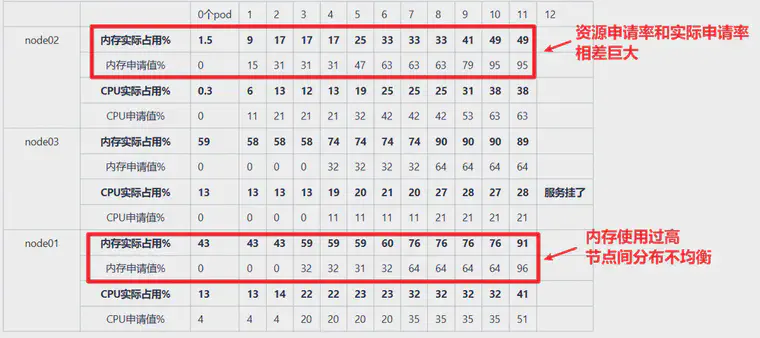 0个pod 1 2 3 4 5 6 7 8 9 10 11 12
node02 内存实际占用% 1.5 9 17 17 17 25 33 33 33 41 49 49
内存申请值% 0 15 31 31 31 47 63 63 63 79 95 95
CPU实际占用% 0.3 6 13 12 13 19 25 25 25 31 38 38
CPU申请值% 0 11 21 21 21 32 42 42 42 53 63 63
node03 内存实际占用% 59 58 58 58 74 74 74 74 90 90 90 89
内存申请值% 0 0 0 0 32 32 32 32 64 64 64 64
CPU实际占用% 13 13 13 13 19 20 21 20 27 28 27 28 服务挂了
CPU申请值% 0 0 0 0 11 11 11 11 21 21 21 21
node01 内存实际占用% 43 43 43 59 59 59 60 76 76 76 76 91
内存申请值% 0 0 0 32 32 31 32 64 64 64 64 96
CPU实际占用% 13 13 14 22 22 23 23 32 32 32 32 41
CPU申请值% 4 4 4 20 20 20 20 35 35 35 35 51
资源申请率和实际申请率
相差巨大
内存使用过高
节点间分布不均衡